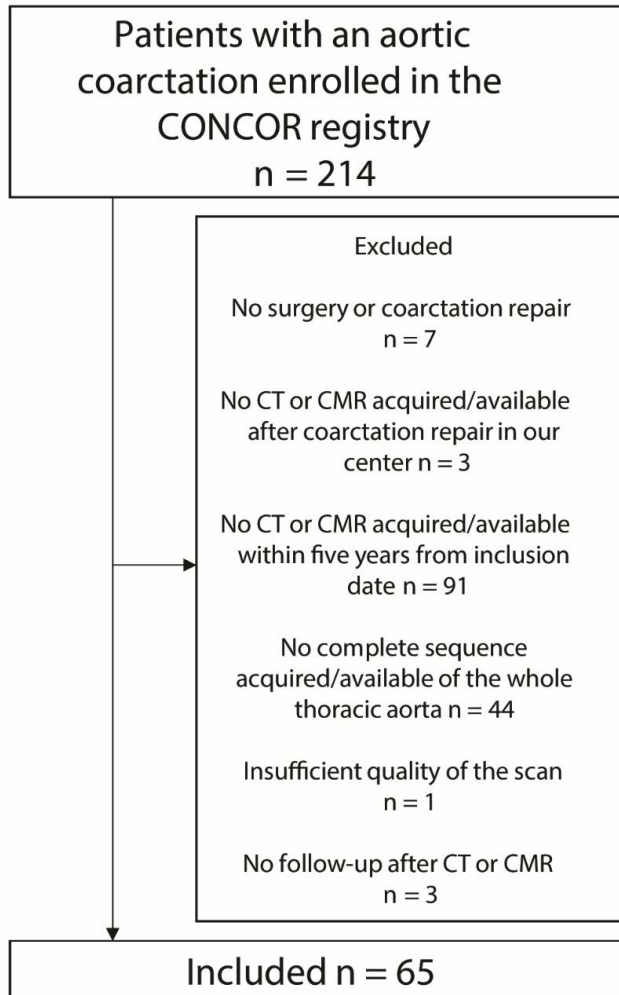 Patients with an aortic
coarctation enrolled in the
CONCOR registry
n = 214
Excluded
No surgery or coarctation repair
n = 7
No CT or CMR acquired/available
after coarctation repair in our
center n = 3
No CT or CMR acquired/available
within five years from inclusion
date n = 91
No complete sequence
acquired/available of the whole
thoracic aorta n = 44
Insufficient quality of the scan
n = 1
No follow-up after CT or CMR
n = 3
Included n = 65